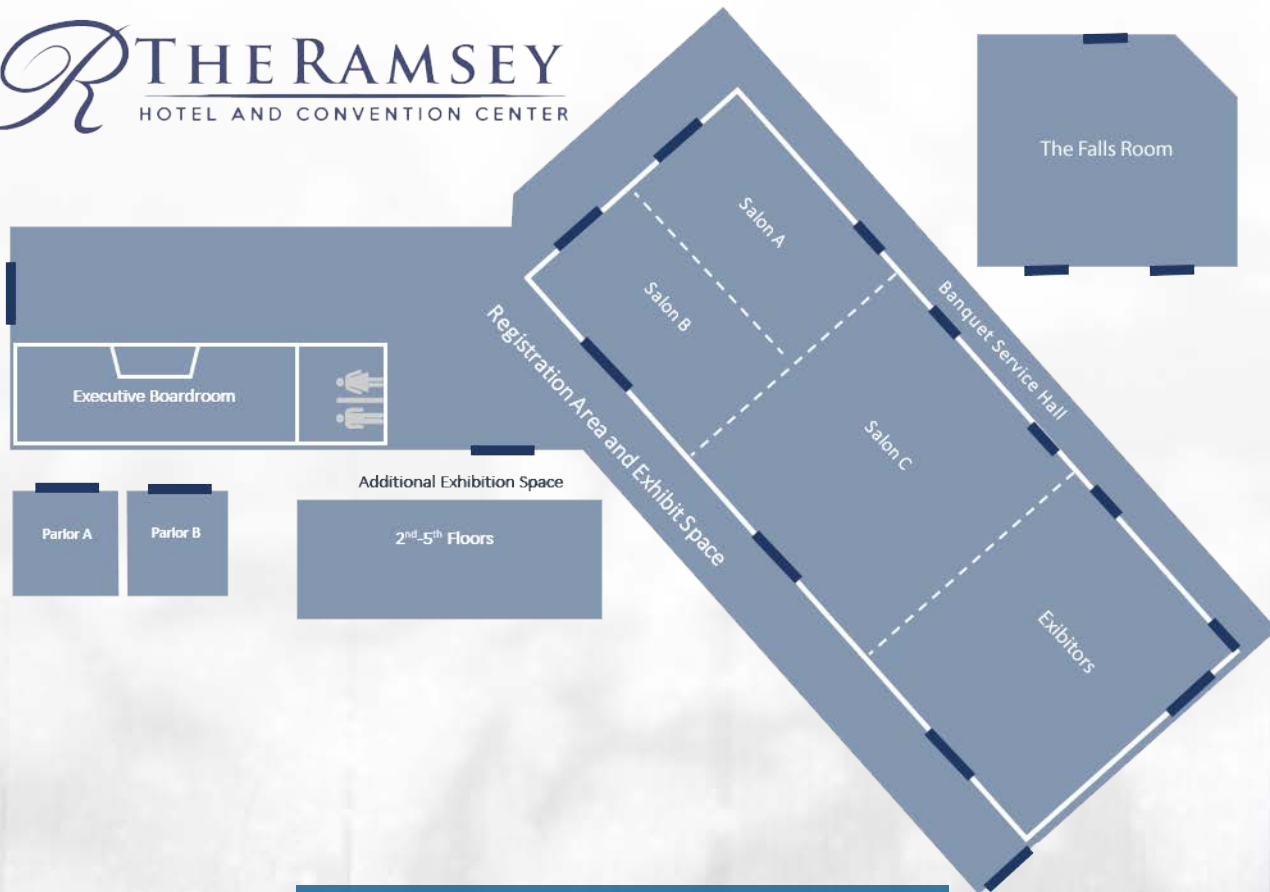 R THE RAMSEY
HOTEL AND CONVENTION CENTER
The Falls Room
Salon A
Salon B
Banquet Service Hall
Registration Area and Exhibit Space
Executive Boardroom
Salon C
Additional Exhibition Space
Parlor A
Parlor B
2nd-5th Floors
Exibitors